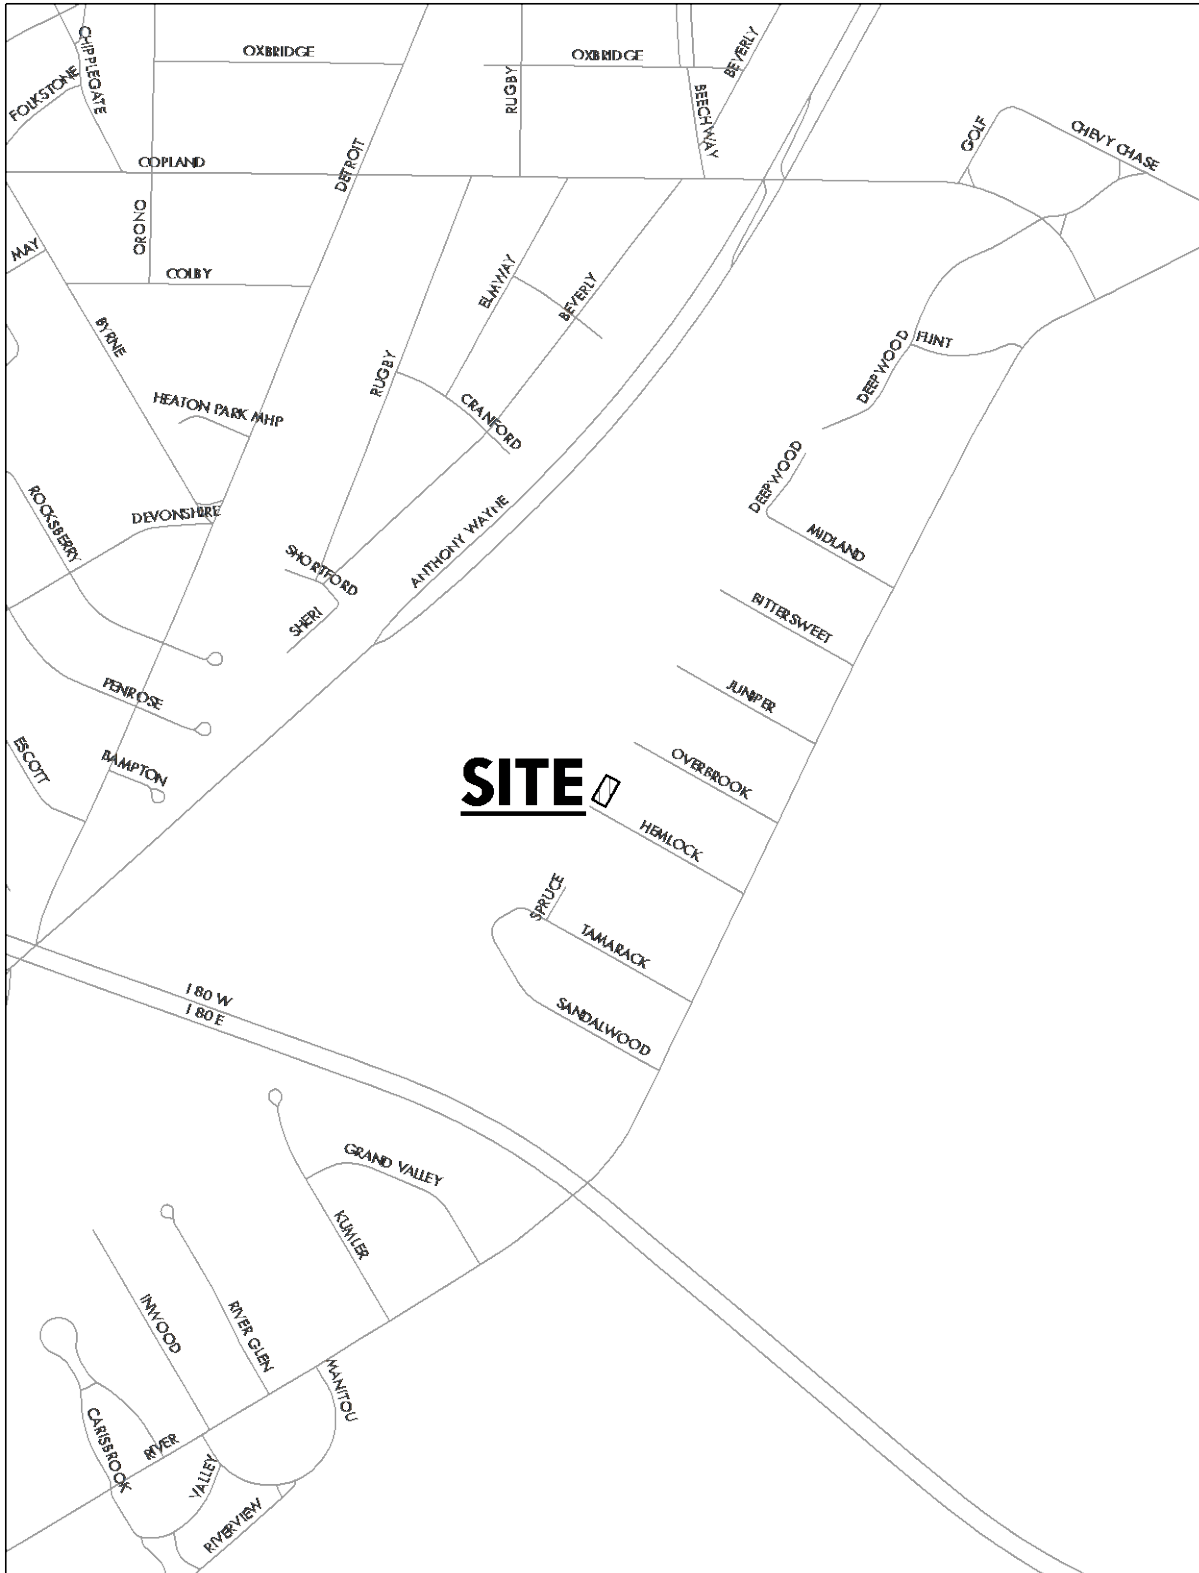 CHIPPLEGATE
OXBRIDGE
OXBRIDGE
BEVERLY
FOLKSTONE
RUGBY
BEECHWAY
GOLF
CHEVY CHASE
COPLAND
DETROIT
ORONO
MAY
COLBY
ELMWAY
BEVERLY
BYRNE
FLINT
DEEPWOOD
RUGBY
HEATON PARK MHP
CRANFORD
DEEPWOOD
ROCKSBERRY
DEVONSHIRE
ANTHONY WAYNE
MIDLAND
SHORTFORD
SHERI
BITTERSWEET
PENROSE
JUNIPER
ESCOTT
BAMPTON
SITE
OVERBROOK
HEMLOCK
SPRUCE
TAMARACK
I 80 W
I 80 E
SANDALWOOD
GRAND VALLEY
KUMLER
INWOOD
RIVER GLEN
MANITOU
CARISBROOK
RIVER
VALLEY
RIVERVIEW